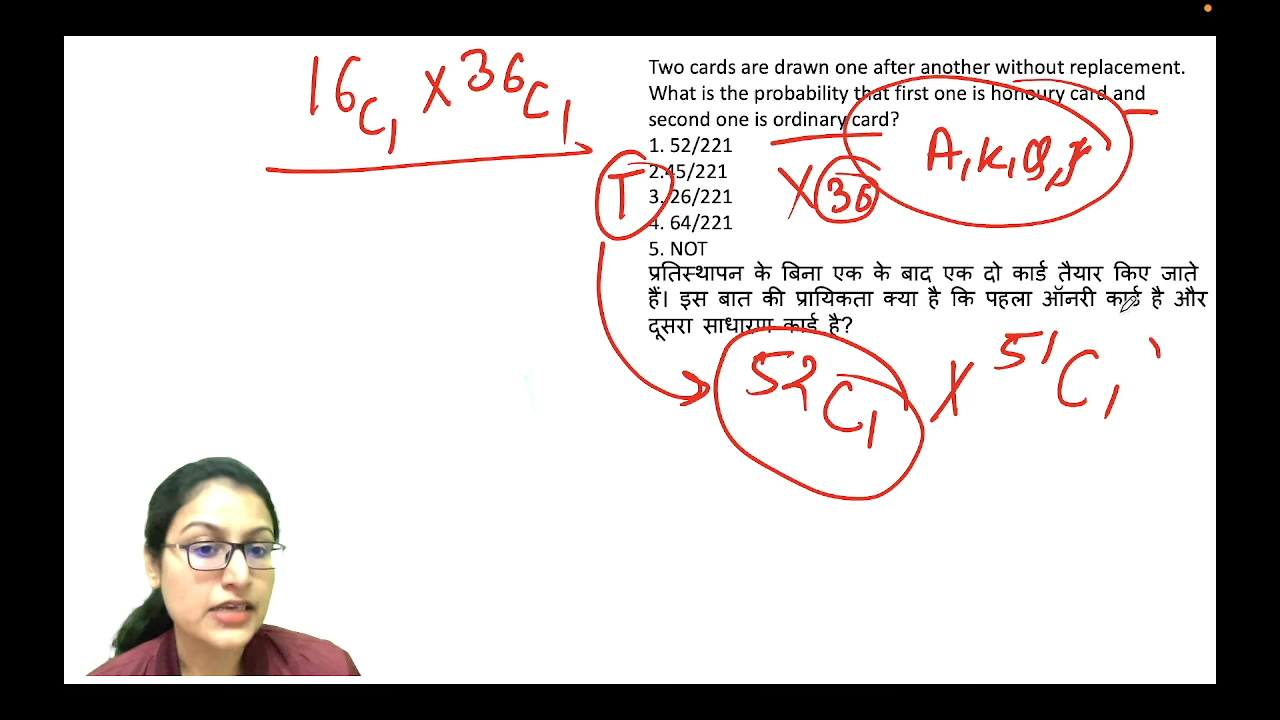 16C1 X 36C1
T
Two cards are drawn one after another without replacement.
What is the probability that first one is honoury card and
second one is ordinary card?
1. 52/221
2.45/221
3. 26/221
4. 64/221
5. NOT
A, K, Q, J
X 36
प्रतिस्थापन के बिना एक के बाद एक दो कार्ड तैयार किए जाते
हैं। इस बात की प्रायिकता क्या है कि पहला ऑनरी कार्ड है और
दूसरा साधारण कार्ड है?
52C1 X 51C1